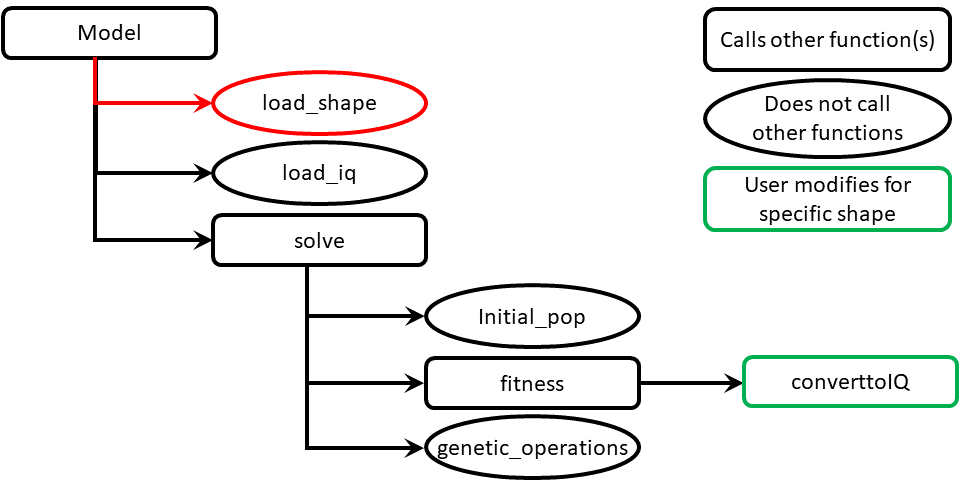 Model
load_shape
load_iq
solve
Initial_pop
fitness
genetic_operations
converttoIQ
Calls other function(s)
Does not call
other functions
User modifies for
specific shape